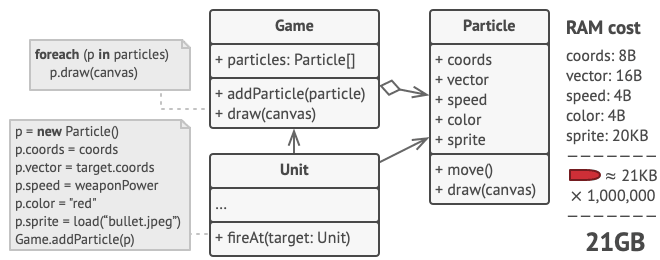 foreach (p in particles)
p.draw(canvas)
p = new Particle()
p.coords = coords
p.vector = target.coords
p.speed = weaponPower
p.color = "red"
p.sprite = load("bullet.jpeg")
Game.addParticle(p)
Game
+ particles: Particle[]
+ addParticle(particle)
+ draw(canvas)
Unit
...
+ fireAt(target: Unit)
Particle
+ coords
+ vector
+ speed
+ color
+ sprite
+ move()
+ draw(canvas)
RAM cost
coords: 8B
vector: 16B
speed: 4B
color: 4B
sprite: 20KB
≈ 21KB
× 1,000,000
21GB